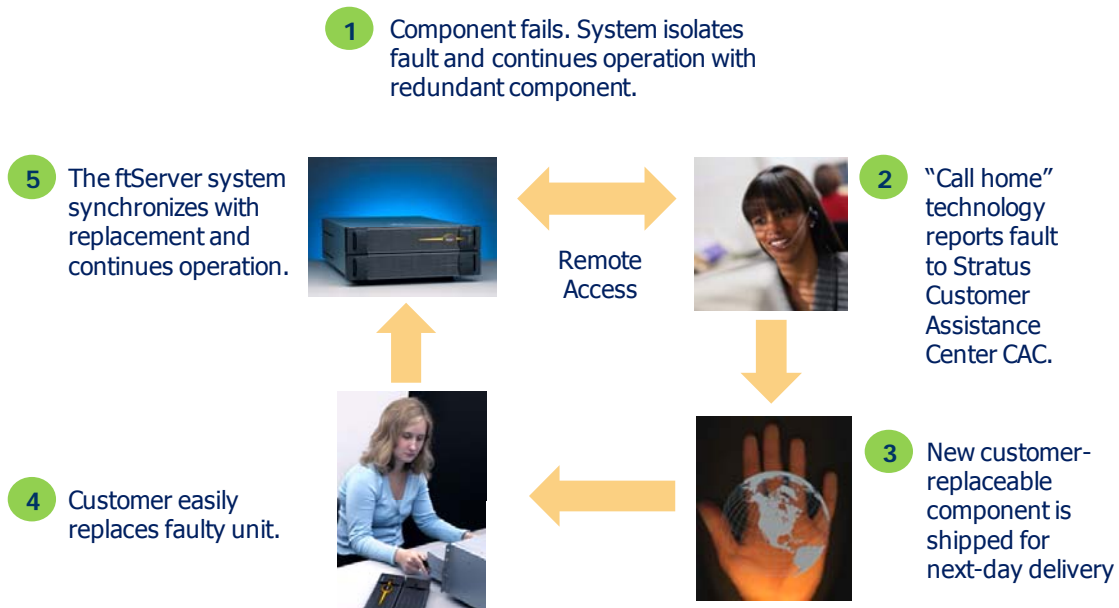 1
Component fails. System isolates
fault and continues operation with
redundant component.
5
The ftServer system
synchronizes with
replacement and
continues operation.
Remote
Access
2
“Call home”
technology
reports fault
to Stratus
Customer
Assistance
Center CAC.
4
Customer easily
replaces faulty unit.
3
New customer-
replaceable
component is
shipped for
next-day delivery